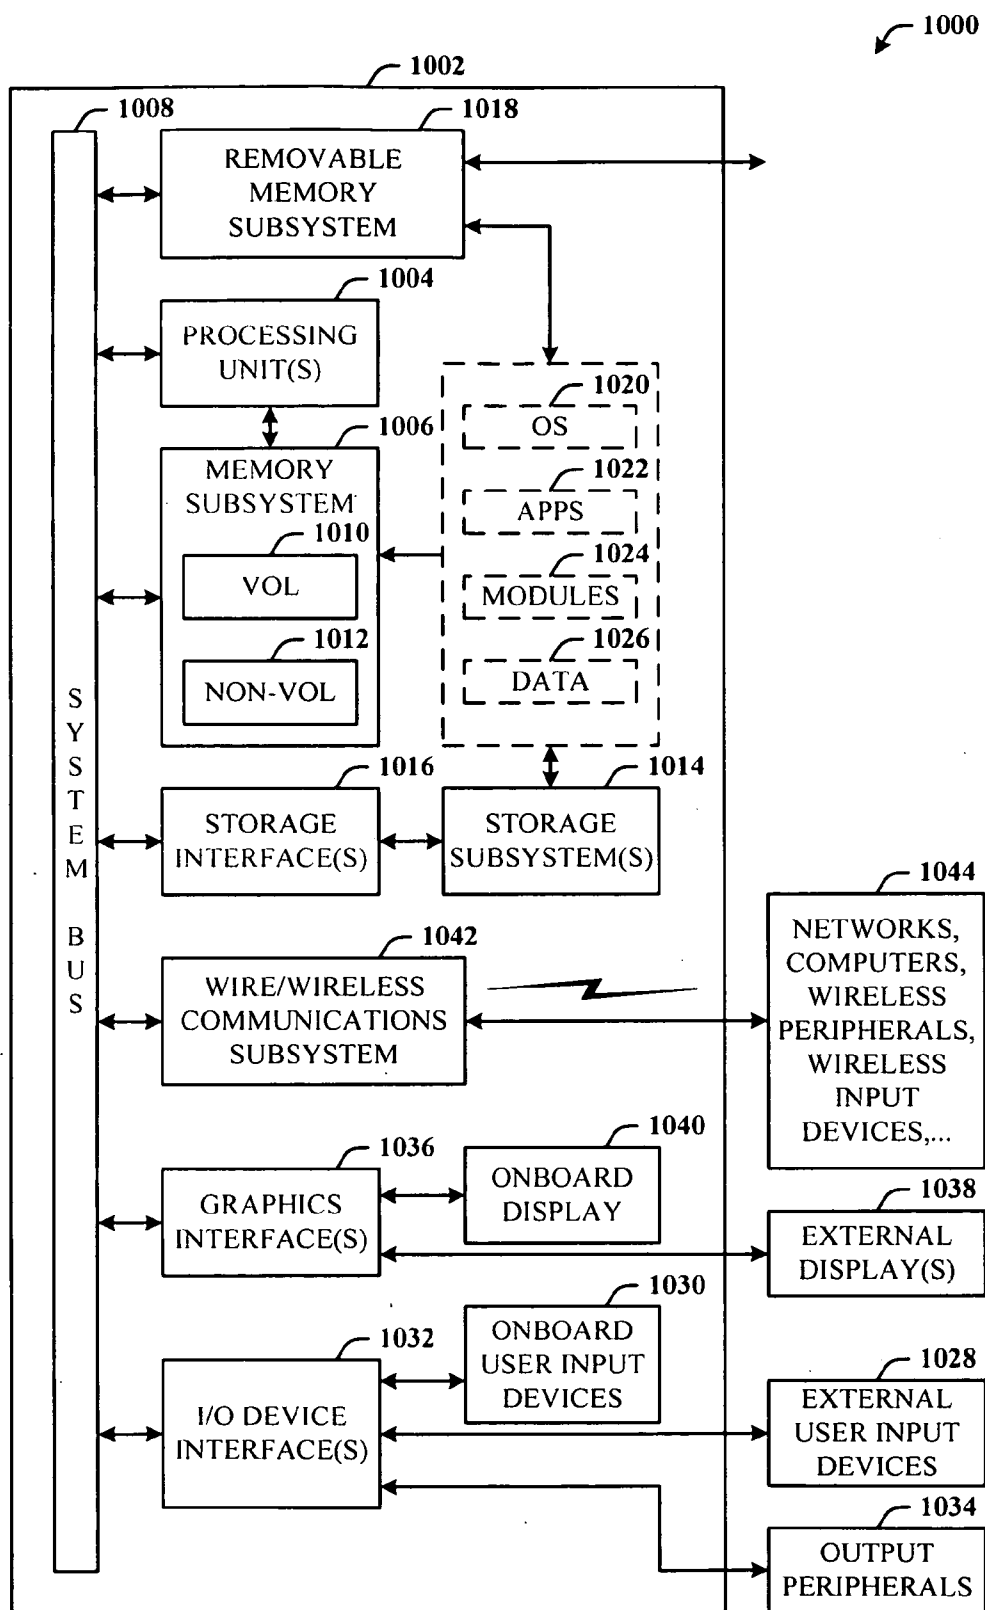 1000
1002
1008
1018
REMOVABLE
MEMORY
SUBSYSTEM
1004
PROCESSING
UNIT(S)
1006
MEMORY
SUBSYSTEM
1010
VOL
1012
NON-VOL
1020
OS
1022
APPS
1024
MODULES
1026
DATA
SYSTEM BUS
1016
STORAGE
INTERFACE(S)
1014
STORAGE
SUBSYSTEM(S)
1042
WIRE/WIRELESS
COMMUNICATIONS
SUBSYSTEM
1044
NETWORKS,
COMPUTERS,
WIRELESS
PERIPHERALS,
WIRELESS
INPUT
DEVICES,...
1036
GRAPHICS
INTERFACE(S)
1040
ONBOARD
DISPLAY
1038
EXTERNAL
DISPLAY(S)
1032
I/O DEVICE
INTERFACE(S)
1030
ONBOARD
USER INPUT
DEVICES
1028
EXTERNAL
USER INPUT
DEVICES
1034
OUTPUT
PERIPHERALS